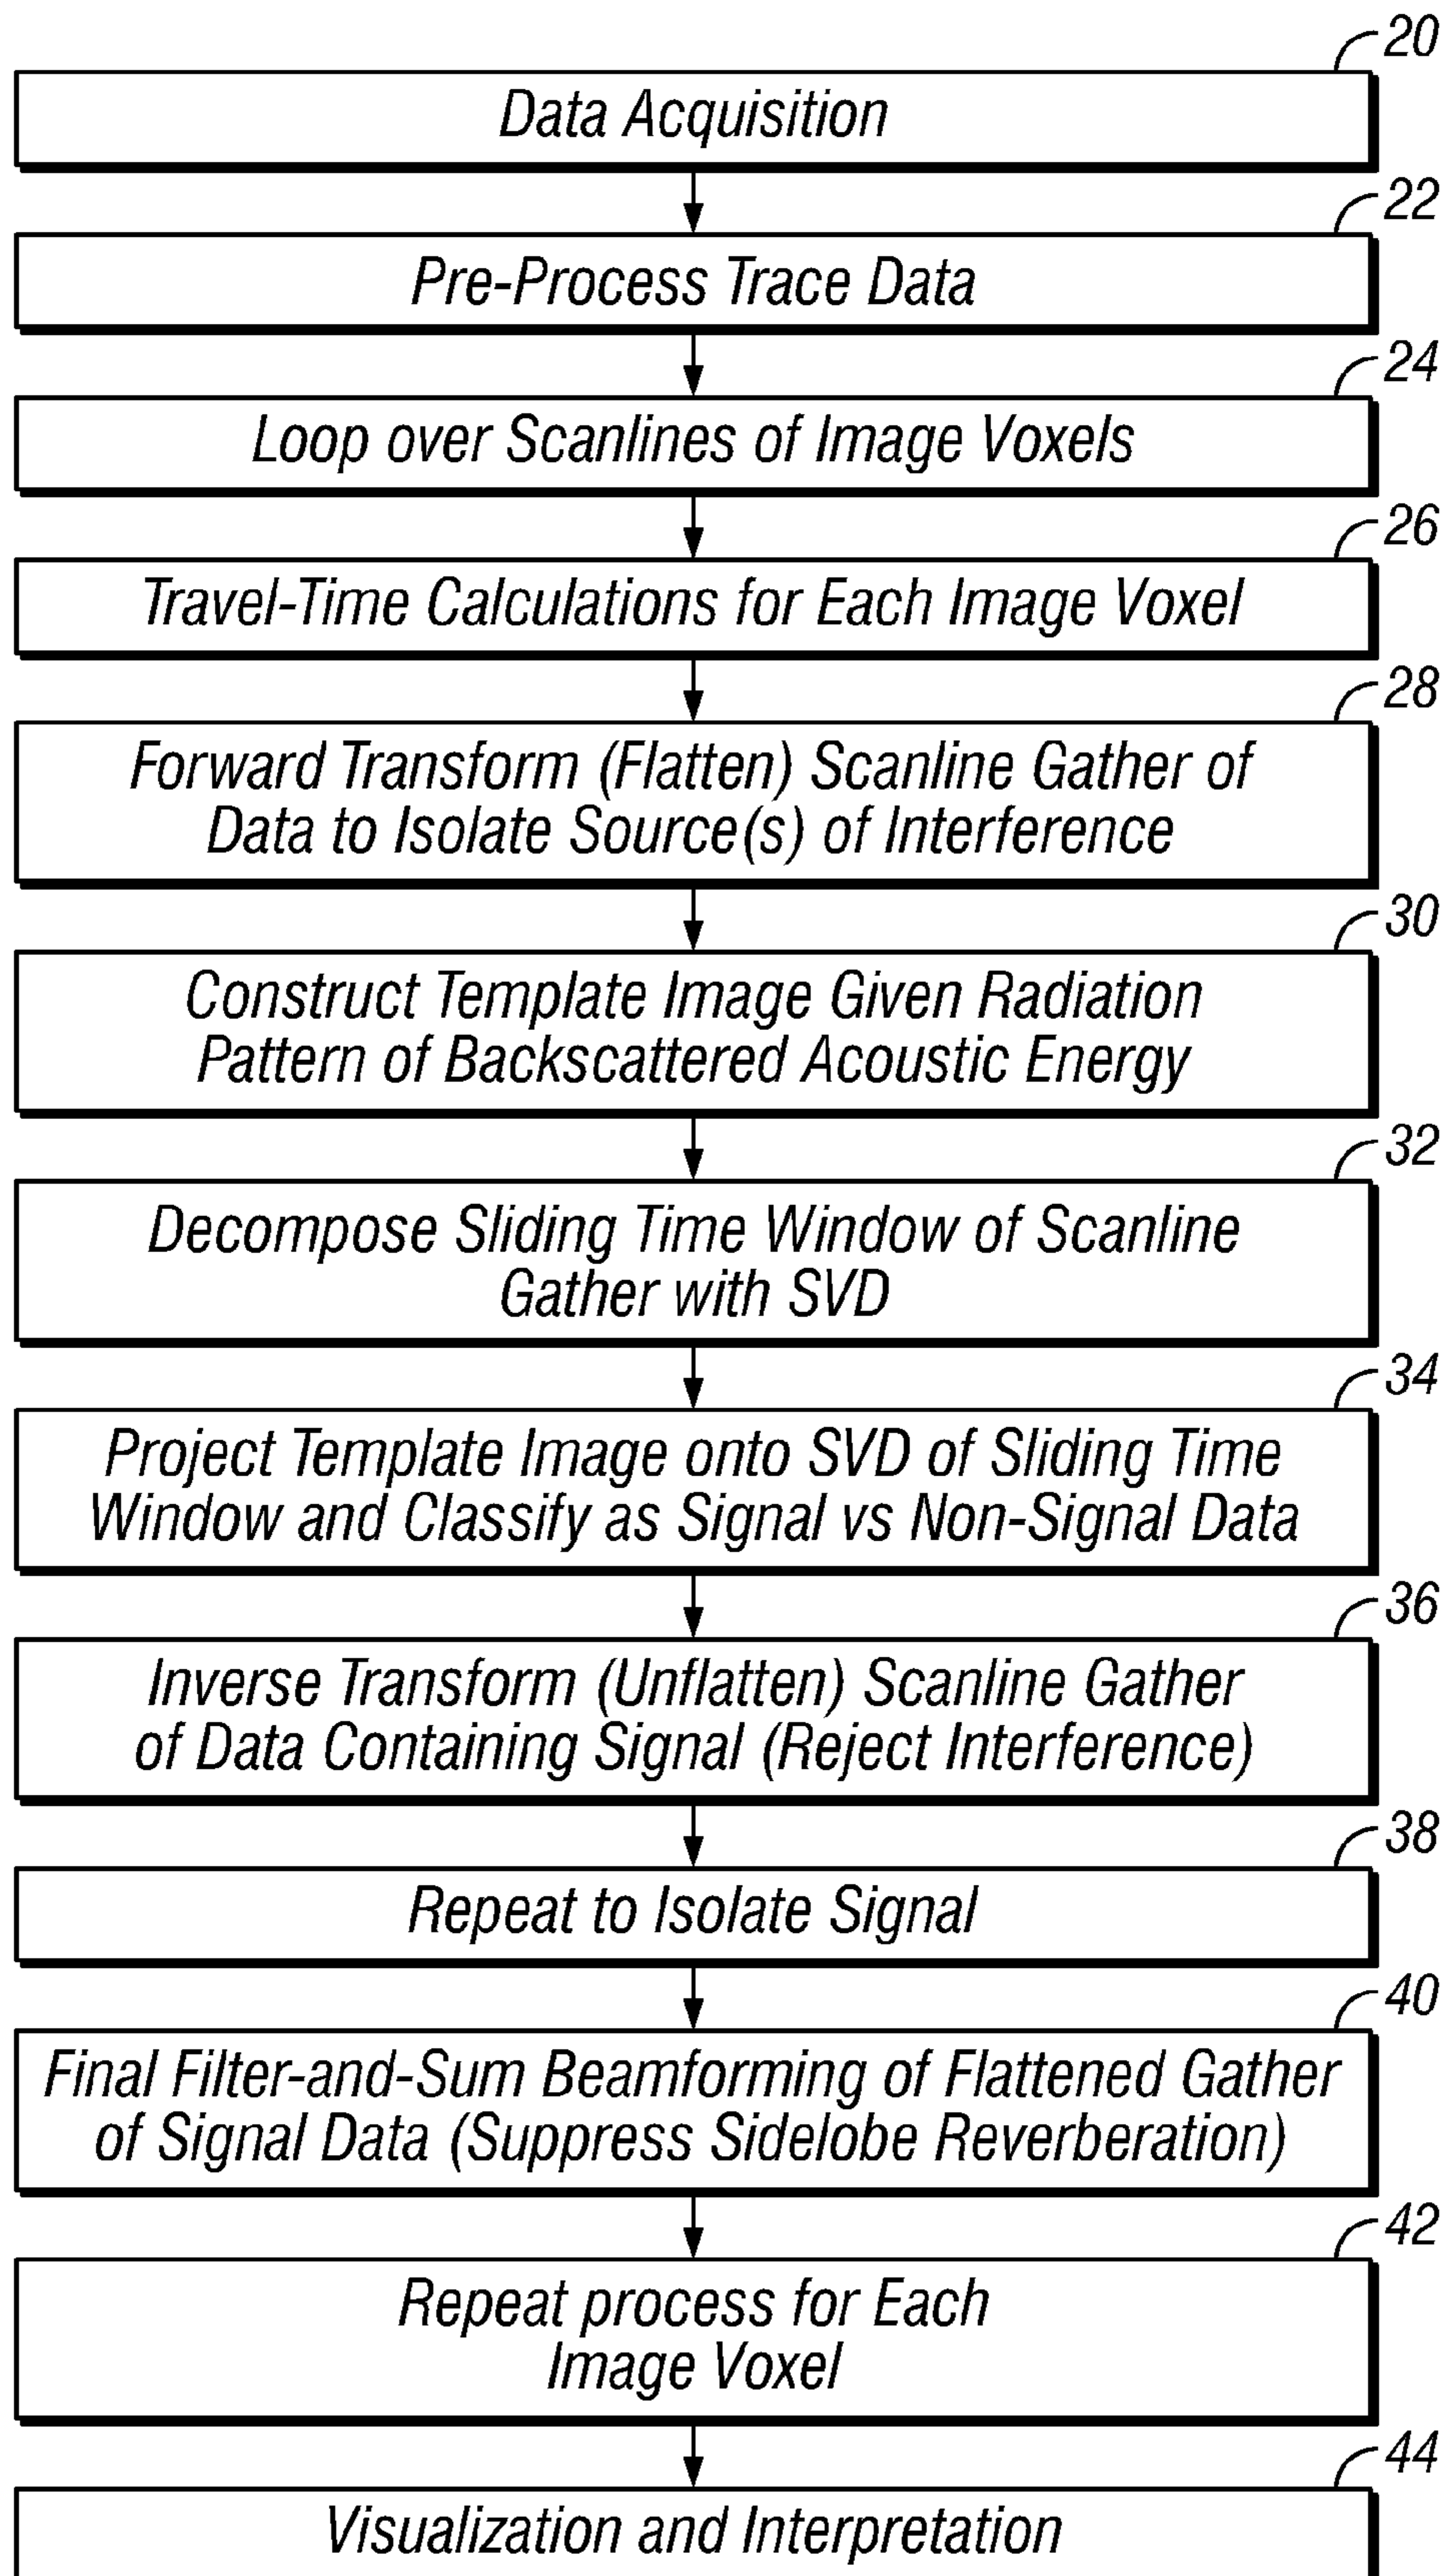 20
Data Acquisition
22
Pre-Process Trace Data
24
Loop over Scanlines of Image Voxels
26
Travel-Time Calculations for Each Image Voxel
28
Forward Transform (Flatten) Scanline Gather of
Data to Isolate Source(s) of Interference
30
Construct Template Image Given Radiation
Pattern of Backscattered Acoustic Energy
32
Decompose Sliding Time Window of Scanline
Gather with SVD
34
Project Template Image onto SVD of Sliding Time
Window and Classify as Signal vs Non-Signal Data
36
Inverse Transform (Unflatten) Scanline Gather
of Data Containing Signal (Reject Interference)
38
Repeat to Isolate Signal
40
Final Filter-and-Sum Beamforming of Flattened Gather
of Signal Data (Suppress Sidelobe Reverberation)
42
Repeat process for Each
Image Voxel
44
Visualization and Interpretation